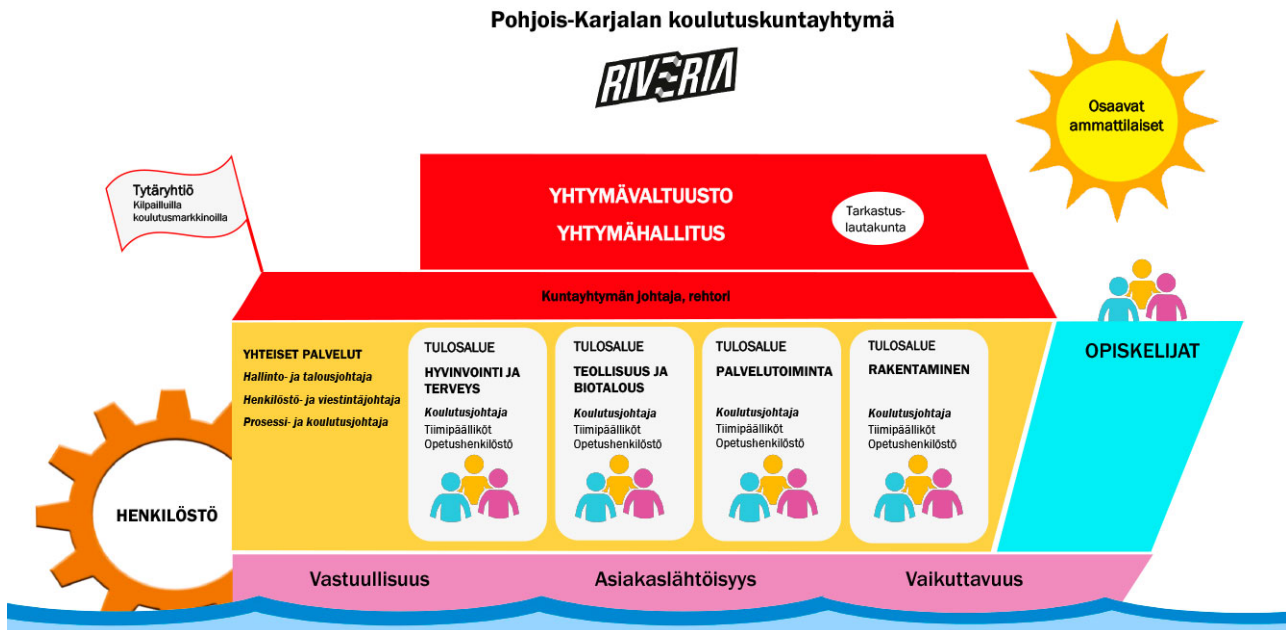 Pohjois-Karjalan koulutuskuntayhtymä
RIVERIA
Osaavat
ammattilaiset
Tytäryhtiö
Kilpailluilla
koulutusmarkkinoilla
YHTYMÄVALTUUSTO
YHTYMÄHALLITUS
Tarkastus-
lautakunta
Kuntayhtymän johtaja, rehtori
YHTEISET PALVELUT
Hallinto- ja talousjohtaja
Henkilöstö- ja viestintäjohtaja
Prosessi- ja koulutusjohtaja
TULOSALUE
HYVINVOINTI JA
TERVEYS
Koulutusjohtaja
Tiimipäälliköt
Opetushenkilöstö
TULOSALUE
TEOLLISUUS JA
BIOTALOUS
Koulutusjohtaja
Tiimipäälliköt
Opetushenkilöstö
TULOSALUE
PALVELUTOIMINTA
Koulutusjohtaja
Tiimipäälliköt
Opetushenkilöstö
TULOSALUE
RAKENTAMINEN
Koulutusjohtaja
Tiimipäälliköt
Opetushenkilöstö
OPISKELIJAT
HENKILÖSTÖ
Vastuullisuus
Asiakaslähtöisyys
Vaikuttavuus